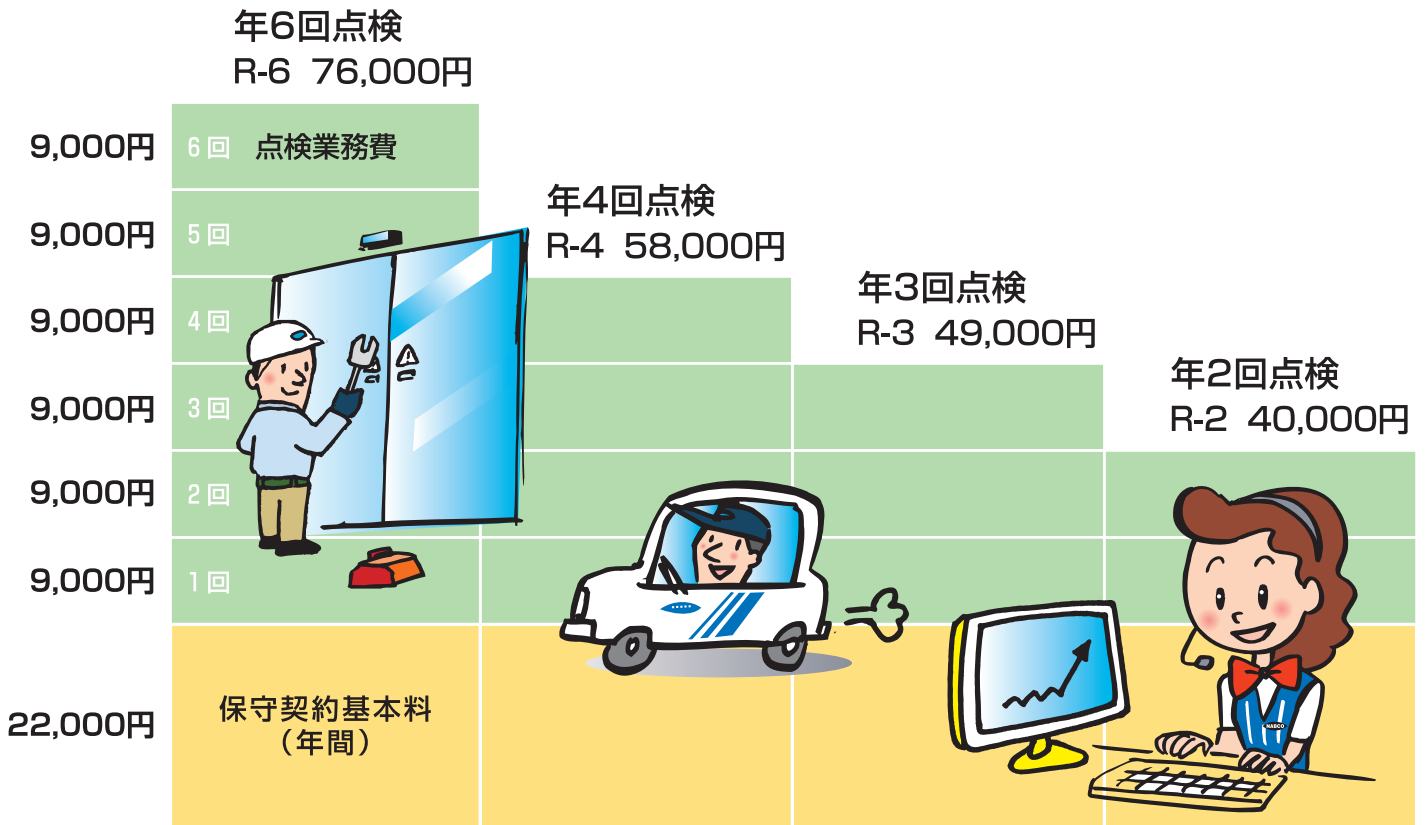 年6回点検
R-6 76,000円
9,000円 6回 点検業務費
年4回点検
R-4 58,000円
9,000円 5回
年3回点検
R-3 49,000円
9,000円 4回
年2回点検
R-2 40,000円
9,000円 3回
9,000円 2回
9,000円 1回
22,000円 保守契約基本料
（年間）
NABCO